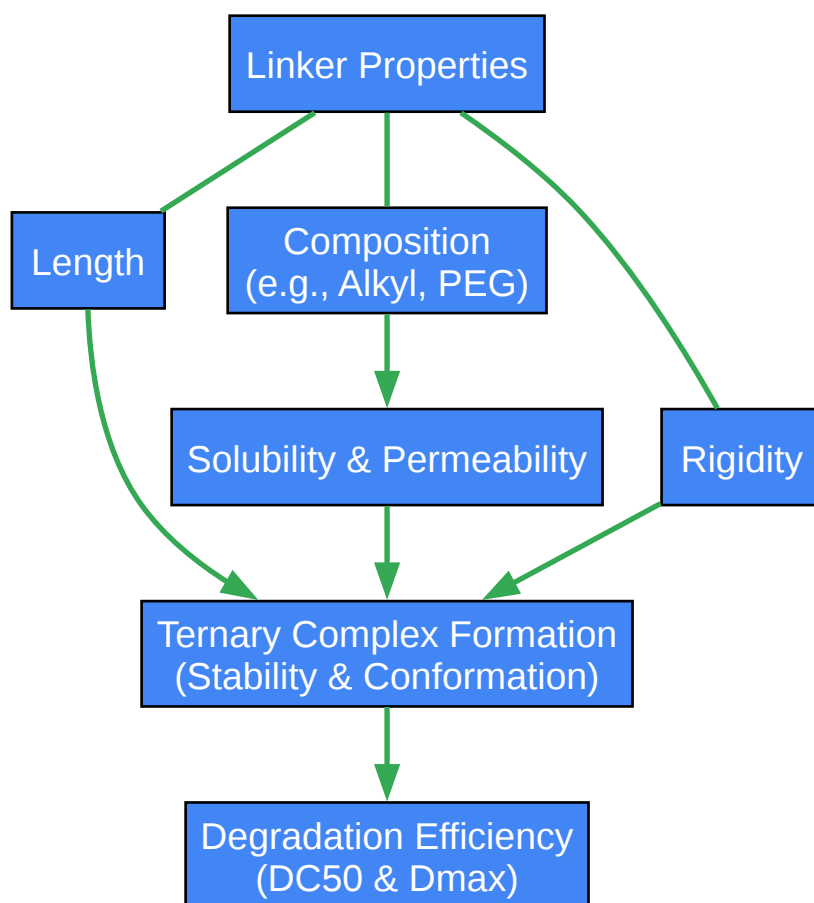 Linker Properties
Length
Composition
(e.g., Alkyl, PEG)
Solubility & Permeability
Rigidity
Ternary Complex Formation
(Stability & Conformation)
Degradation Efficiency
(DC50 & Dmax)